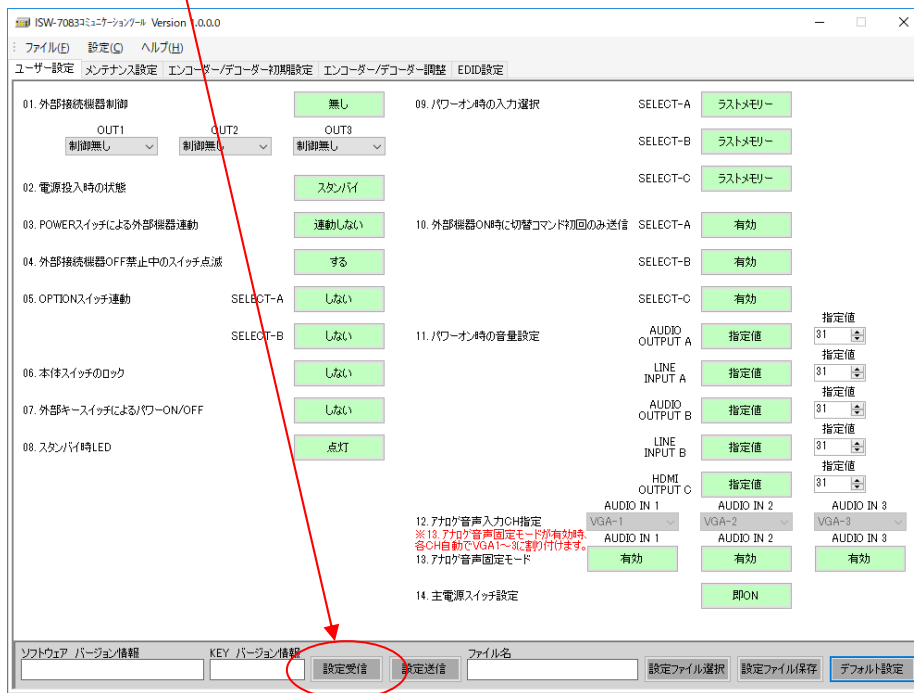 ISW-7083コミュニケーションツール Version 1.0.0.0
ファイル(F) 設定(C) ヘルプ(H)
ユーザー設定 メンテナンス設定 エンコーダー/デコーダー初期設定 エンコーダー/デコーダー調整 EDID設定
01.外部接続機器制御 無し
OUT1 OUT2 OUT3
制御無し 制御無し 制御無し
02.電源投入時の状態 スタンバイ
03.POWERスイッチによる外部機器連動 連動しない
04.外部接続機器OFF禁止中のスイッチ点滅 する
05.OPTIONスイッチ連動 SELECT-A しない
SELECT-B しない
06.本体スイッチのロック しない
07.外部キースイッチによるパワーON/OFF しない
08.スタンバイ時LED 点灯
09.パワーオン時の入力選択 SELECT-A ラストメモリー
SELECT-B ラストメモリー
SELECT-C ラストメモリー
10.外部機器ON時に切替コマンド初回のみ送信 SELECT-A 有効
SELECT-B 有効
SELECT-C 有効
11.パワーオン時の音量設定 AUDIO OUTPUT A 指定値 指定値 31
LINE INPUT A 指定値 指定値 31
AUDIO OUTPUT B 指定値 指定値 31
LINE INPUT B 指定値 指定値 31
HDMI OUTPUT C 指定値 指定値 31
AUDIO IN 1 AUDIO IN 2 AUDIO IN 3
12.アナログ音声入力CH指定 VGA-1 VGA-2 VGA-3
※13.アナログ音声固定モードが有効時、
各CH自動でVGA1～3に割り付けます。
AUDIO IN 1 AUDIO IN 2 AUDIO IN 3
13.アナログ音声固定モード 有効 有効 有効
14.主電源スイッチ設定 即ON
ソフトウェア バージョン情報 KEY バージョン情報 ファイル名
設定受信 設定送信 設定ファイル選択 設定ファイル保存 デフォルト設定